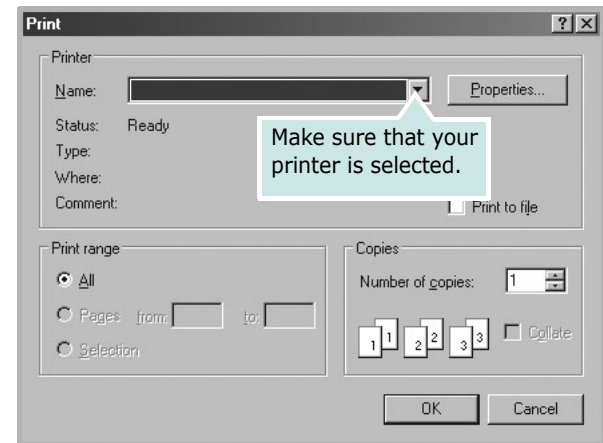 Print
Printer
Name:
Properties...
Status: Ready
Type:
Where:
Comment:
Make sure that your
printer is selected.
Print to file
Print range
All
Pages from: to:
Selection
Copies
Number of copies: 1
1 1 2 2 3 3
Collate
OK Cancel